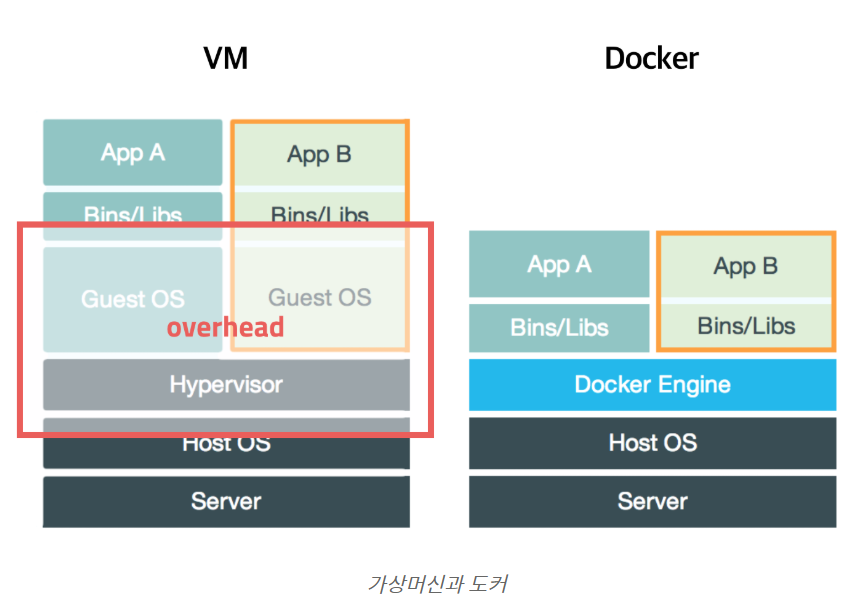 VM
App A
App B
Bins/Libs
Bins/Libs
Guest OS
Guest OS
overhead
Hypervisor
Host OS
Server
Docker
App A
App B
Bins/Libs
Bins/Libs
Docker Engine
Host OS
Server
가상머신과 도커